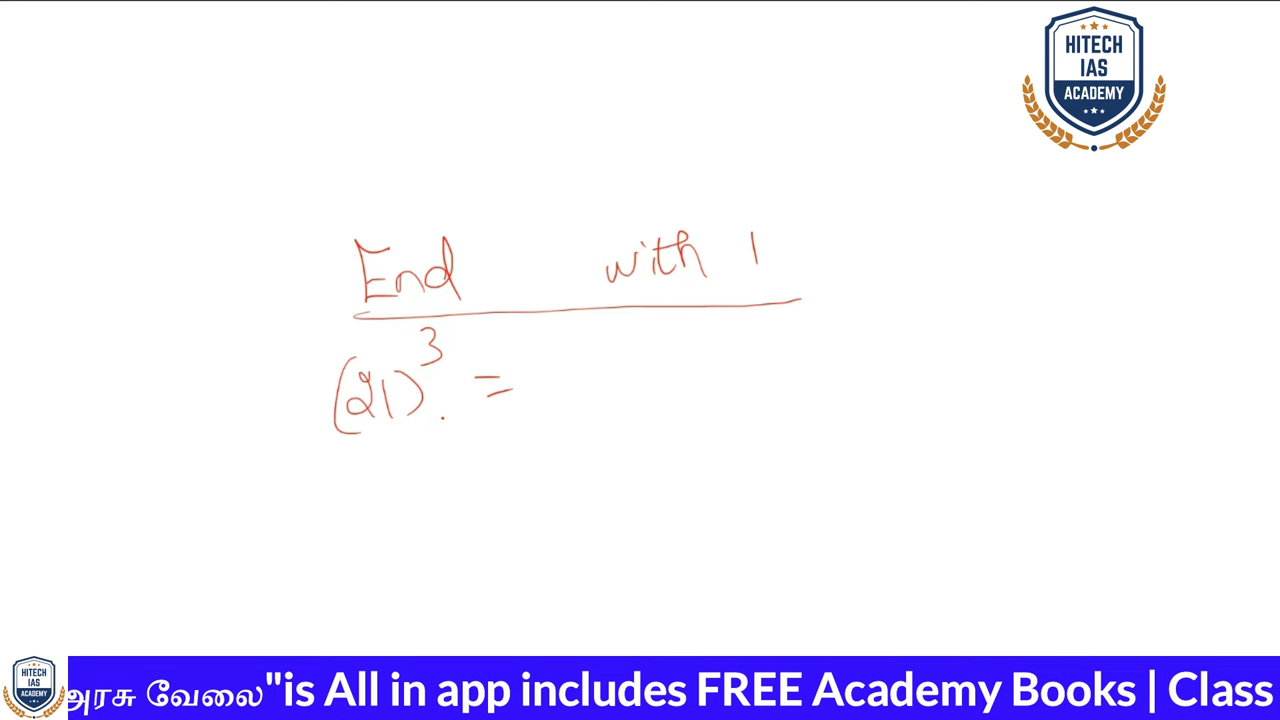 HITECH
IAS
ACADEMY
End with 1
(21)³ =
HITECH
IAS
ACADEMY
அரசு வேலை"is All in app includes FREE Academy Books | Class